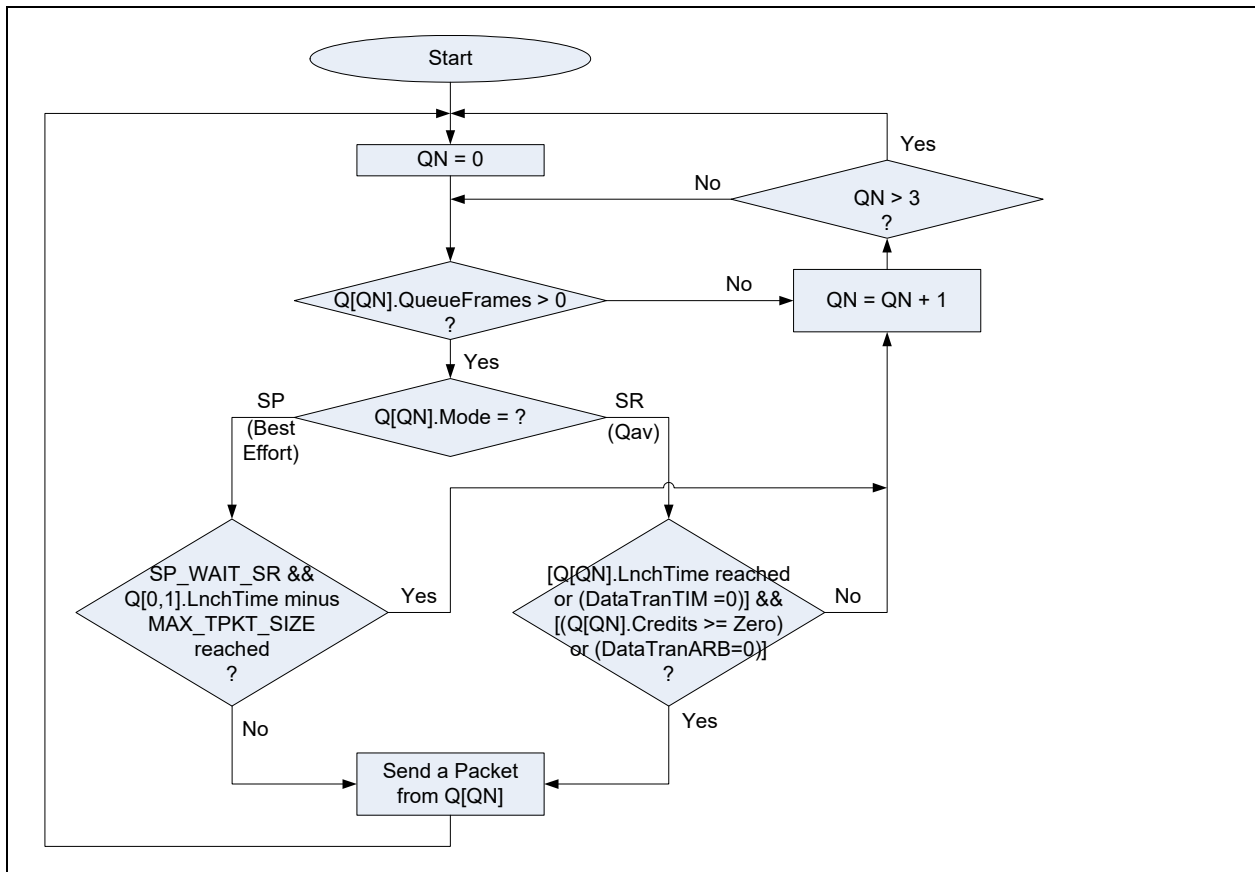 Start
QN = 0
Yes
No
QN > 3
?
Q[QN].QueueFrames > 0
?
No
QN = QN + 1
Yes
SP
(Best
Effort)
Q[QN].Mode = ?
SR
(Qav)
SP_WAIT_SR &&
Q[0,1].LnchTime minus
MAX_TPKT_SIZE
reached
?
Yes
[Q[QN].LnchTime reached
or (DataTranTIM =0)] &&
[(Q[QN].Credits >= Zero)
or (DataTranARB=0)]
?
No
No
Yes
Send a Packet
from Q[QN]